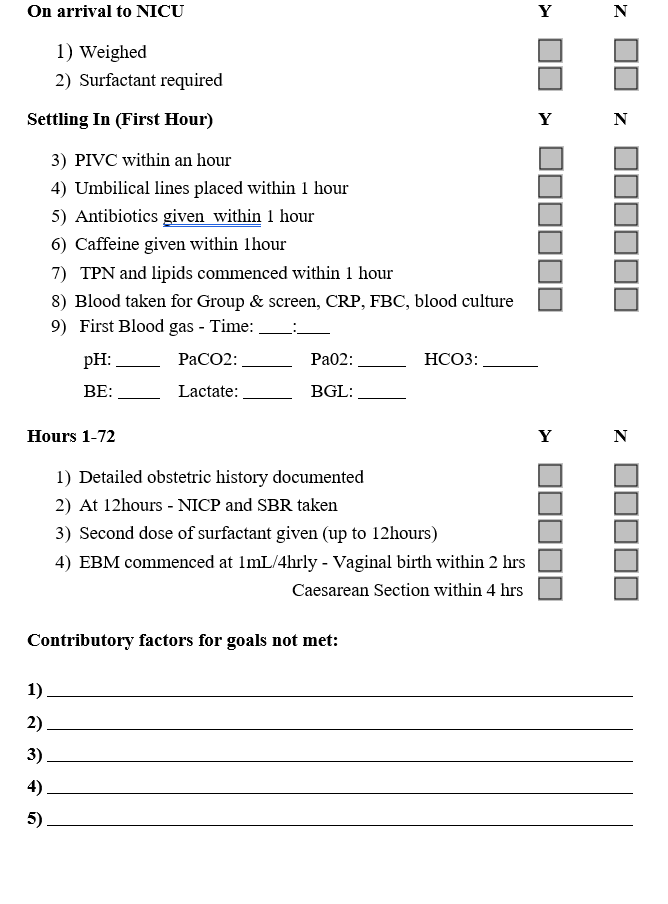 On arrival to NICU Y N
1) Weighed
2) Surfactant required
Settling In (First Hour) Y N
3) PIVC within an hour
4) Umbilical lines placed within 1 hour
5) Antibiotics given within 1 hour
6) Caffeine given within 1hour
7) TPN and lipids commenced within 1 hour
8) Blood taken for Group & screen, CRP, FBC, blood culture
9) First Blood gas - Time: ____:____
pH: _____ PaCO2: ______ Pa02: ______ HCO3: _______
BE: _____ Lactate: ______ BGL: ______
Hours 1-72 Y N
1) Detailed obstetric history documented
2) At 12hours - NICP and SBR taken
3) Second dose of surfactant given (up to 12hours)
4) EBM commenced at 1mL/4hrly - Vaginal birth within 2 hrs
Caesarean Section within 4 hrs
Contributory factors for goals not met:
1)
2)
3)
4)
5)